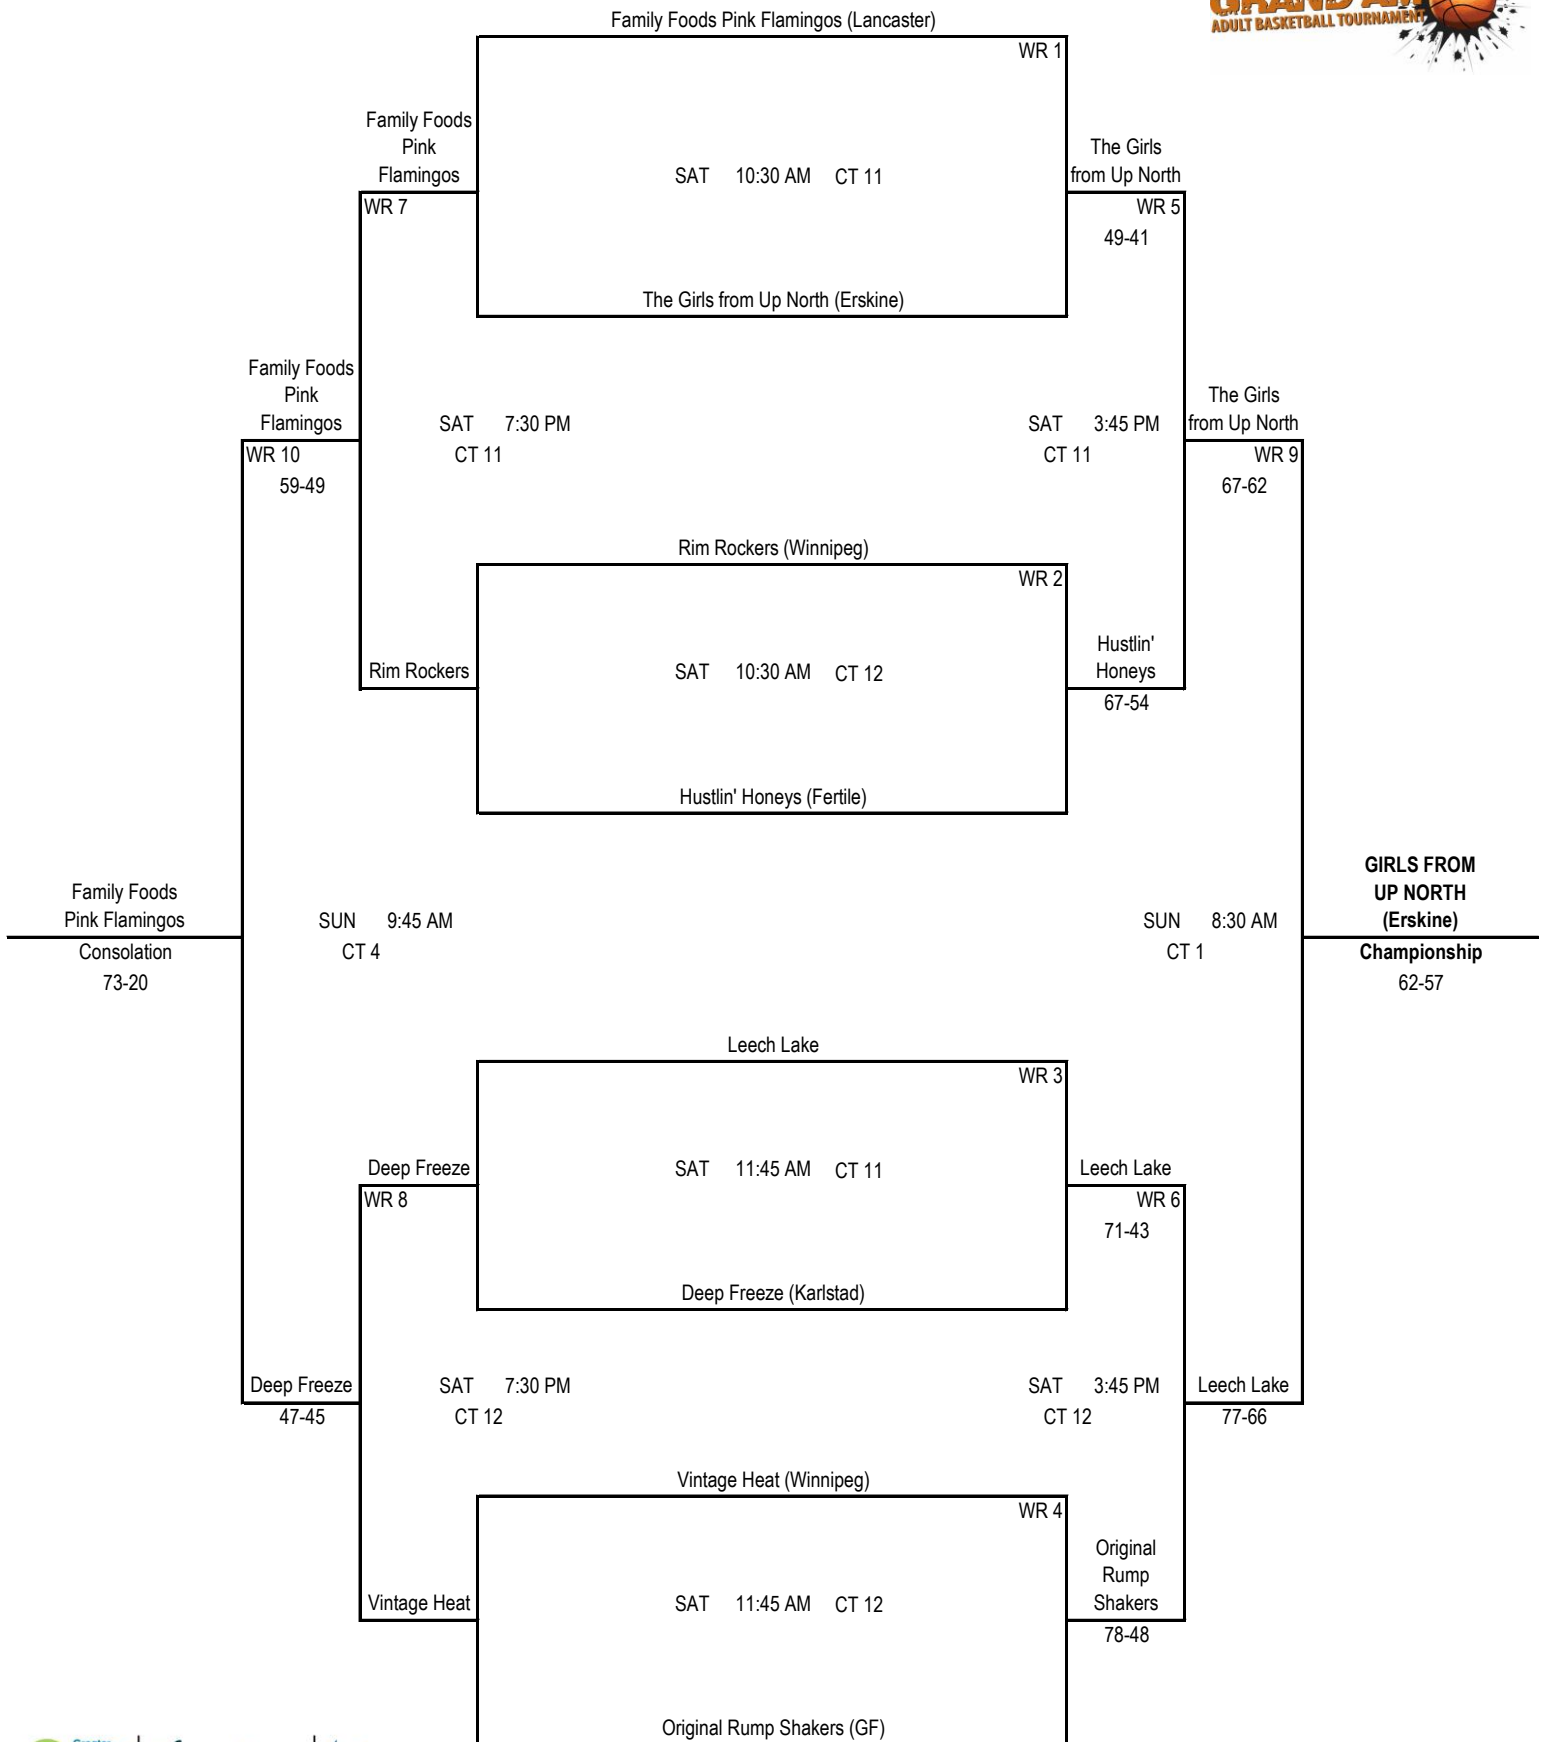 GRAND AM
ADULT BASKETBALL TOURNAMENT
Family Foods Pink Flamingos (Lancaster)
WR 1
Family Foods
Pink
Flamingos
WR 7
SAT 10:30 AM CT 11
The Girls
from Up North
WR 5
49-41
The Girls from Up North (Erskine)
Family Foods
Pink
Flamingos
WR 10
59-49
SAT 7:30 PM
CT 11
SAT 3:45 PM
CT 11
The Girls
from Up North
WR 9
67-62
Rim Rockers (Winnipeg)
WR 2
Rim Rockers
SAT 10:30 AM CT 12
Hustlin'
Honeys
67-54
Hustlin' Honeys (Fertile)
Family Foods
Pink Flamingos
Consolation
73-20
SUN 9:45 AM
CT 4
SUN 8:30 AM
CT 1
GIRLS FROM
UP NORTH
(Erskine)
Championship
62-57
Leech Lake
WR 3
Deep Freeze
WR 8
SAT 11:45 AM CT 11
Leech Lake
WR 6
71-43
Deep Freeze (Karlstad)
Deep Freeze
47-45
SAT 7:30 PM
CT 12
SAT 3:45 PM
CT 12
Leech Lake
77-66
Vintage Heat (Winnipeg)
WR 4
Vintage Heat
SAT 11:45 AM CT 12
Original
Rump
Shakers
78-48
Original Rump Shakers (GF)